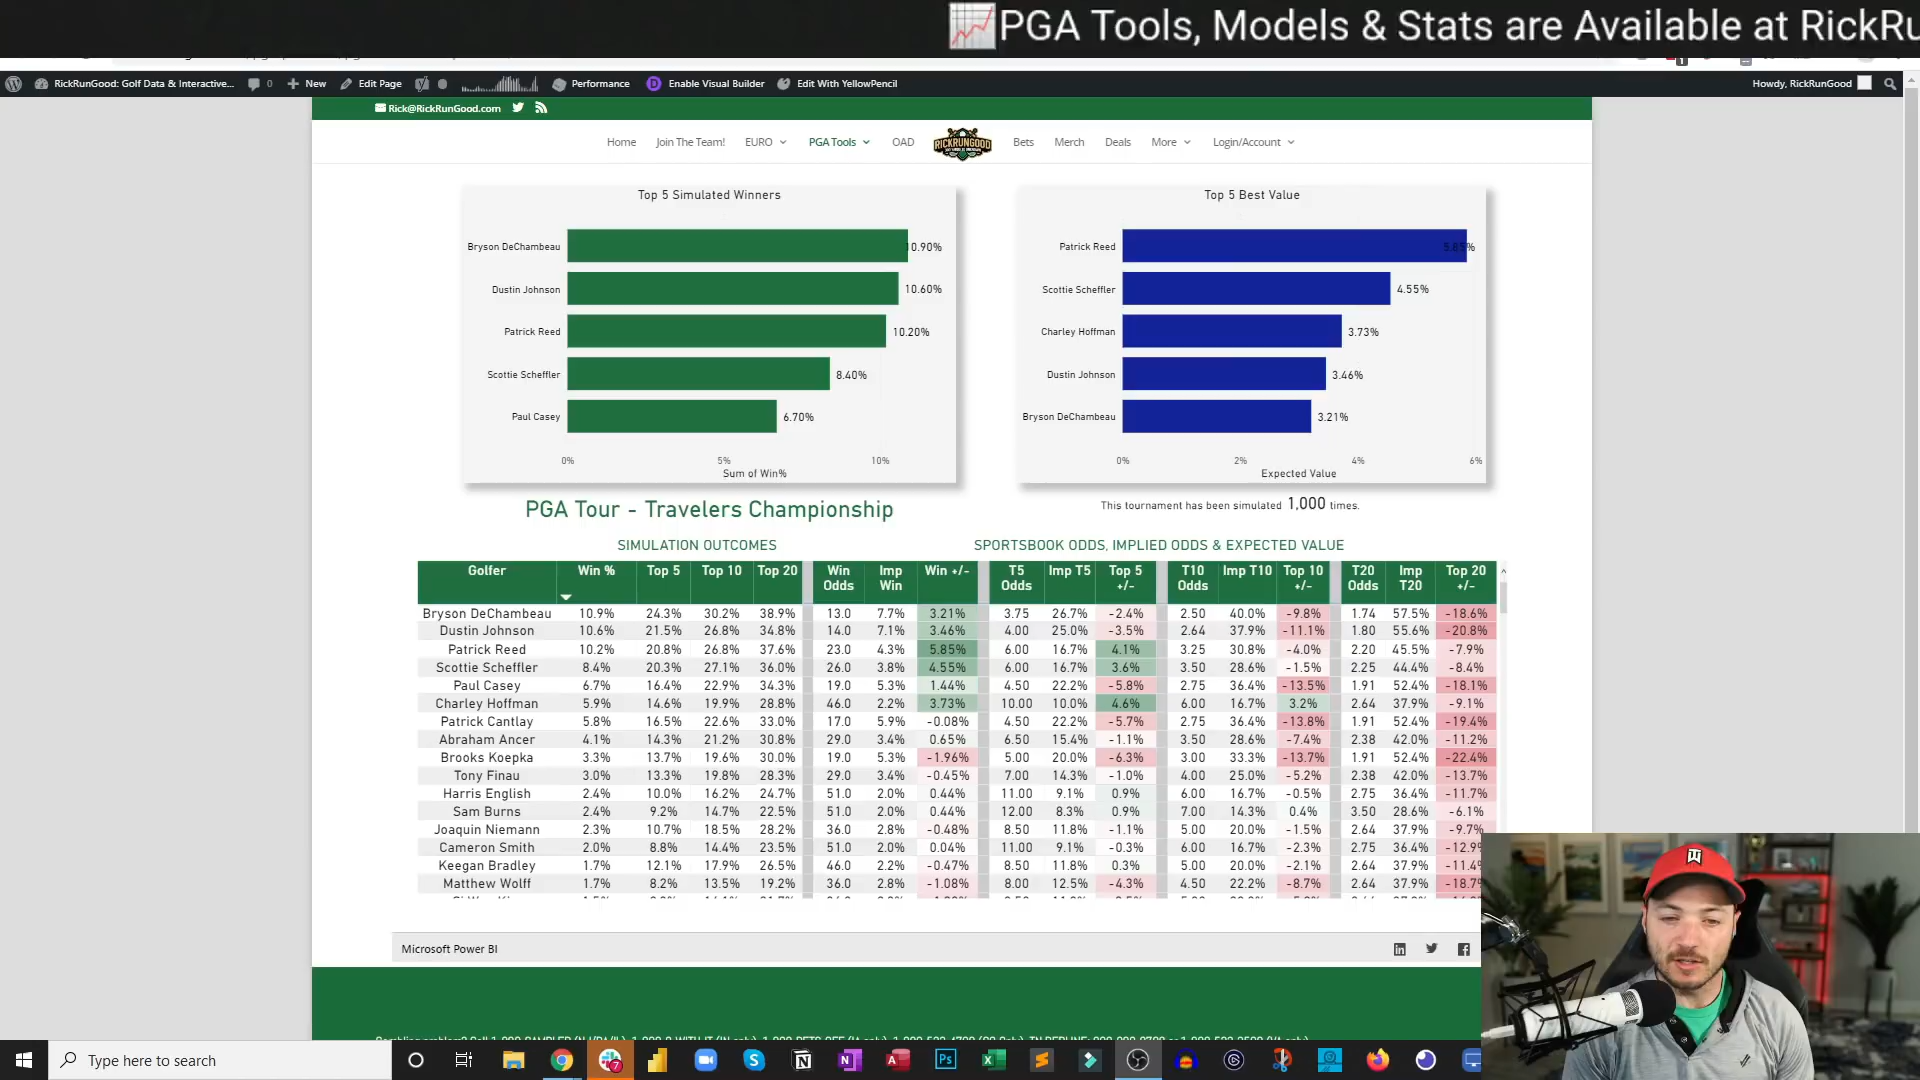 PGA Tools, Models & Stats are Available at RickRu
RickRunGood: Golf Data & Interactive... 0 New Edit Page Performance Enable Visual Builder Edit With YellowPencil Howdy, RickRunGood
Rick@RickRunGood.com
Home Join The Team! EURO PGA Tools OAD RICKRUNGOOD Bets Merch Deals More Login/Account
Top 5 Simulated Winners
Bryson DeChambeau 10.90%
Dustin Johnson 10.60%
Patrick Reed 10.20%
Scottie Scheffler 8.40%
Paul Casey 6.70%
0% 5% 10%
Sum of Win%
Top 5 Best Value
Patrick Reed 5.85%
Scottie Scheffler 4.55%
Charley Hoffman 3.73%
Dustin Johnson 3.46%
Bryson DeChambeau 3.21%
0% 2% 4% 6%
Expected Value
PGA Tour - Travelers Championship
This tournament has been simulated 1,000 times.
SIMULATION OUTCOMES SPORTSBOOK ODDS, IMPLIED ODDS & EXPECTED VALUE
Golfer Win % Top 5 Top 10 Top 20 Win Odds Imp Win Win +/- T5 Odds Imp T5 Top 5 +/- T10 Odds Imp T10 Top 10 +/- T20 Odds Imp T20 Top 20 +/-
Bryson DeChambeau 10.9% 24.3% 30.2% 38.9% 13.0 7.7% 3.21% 3.75 26.7% -2.4% 2.50 40.0% -9.8% 1.74 57.5% -18.6%
Dustin Johnson 10.6% 21.5% 26.8% 34.8% 14.0 7.1% 3.46% 4.00 25.0% -3.5% 2.64 37.9% -11.1% 1.80 55.6% -20.8%
Patrick Reed 10.2% 20.8% 26.8% 37.6% 23.0 4.3% 5.85% 6.00 16.7% 4.1% 3.25 30.8% -4.0% 2.20 45.5% -7.9%
Scottie Scheffler 8.4% 20.3% 27.1% 36.0% 26.0 3.8% 4.55% 6.00 16.7% 3.6% 3.50 28.6% -1.5% 2.25 44.4% -8.4%
Paul Casey 6.7% 16.4% 22.9% 34.3% 19.0 5.3% 1.44% 4.50 22.2% -5.8% 2.75 36.4% -13.5% 1.91 52.4% -18.1%
Charley Hoffman 5.9% 14.6% 19.9% 28.8% 46.0 2.2% 3.73% 10.00 10.0% 4.6% 6.00 16.7% 3.2% 2.64 37.9% -9.1%
Patrick Cantlay 5.8% 16.5% 22.6% 33.0% 17.0 5.9% -0.08% 4.50 22.2% -5.7% 2.75 36.4% -13.8% 1.91 52.4% -19.4%
Abraham Ancer 4.1% 14.3% 21.2% 30.8% 29.0 3.4% 0.65% 6.50 15.4% -1.1% 3.50 28.6% -7.4% 2.38 42.0% -11.2%
Brooks Koepka 3.3% 13.7% 19.6% 30.0% 19.0 5.3% -1.96% 5.00 20.0% -6.3% 3.00 33.3% -13.7% 1.91 52.4% -22.4%
Tony Finau 3.0% 13.3% 19.8% 28.3% 29.0 3.4% -0.45% 7.00 14.3% -1.0% 4.00 25.0% -5.2% 2.38 42.0% -13.7%
Harris English 2.4% 10.0% 16.2% 24.7% 51.0 2.0% 0.44% 11.00 9.1% 0.9% 6.00 16.7% -0.5% 2.75 36.4% -11.7%
Sam Burns 2.4% 9.2% 14.7% 22.5% 51.0 2.0% 0.44% 12.00 8.3% 0.9% 7.00 14.3% 0.4% 3.50 28.6% -6.1%
Joaquin Niemann 2.3% 10.7% 18.5% 28.2% 36.0 2.8% -0.48% 8.50 11.8% -1.1% 5.00 20.0% -1.5% 2.64 37.9% -9.7%
Cameron Smith 2.0% 8.8% 14.4% 23.5% 51.0 2.0% 0.04% 11.00 9.1% -0.3% 6.00 16.7% -2.3% 2.75 36.4% -12.9%
Keegan Bradley 1.7% 12.1% 17.9% 26.5% 46.0 2.2% -0.47% 8.50 11.8% 0.3% 5.00 20.0% -2.1% 2.64 37.9% -11.4%
Matthew Wolff 1.7% 8.2% 13.5% 19.2% 36.0 2.8% -1.08% 8.00 12.5% -4.3% 4.50 22.2% -8.7% 2.64 37.9% -18.7%
Microsoft Power BI
Type here to search